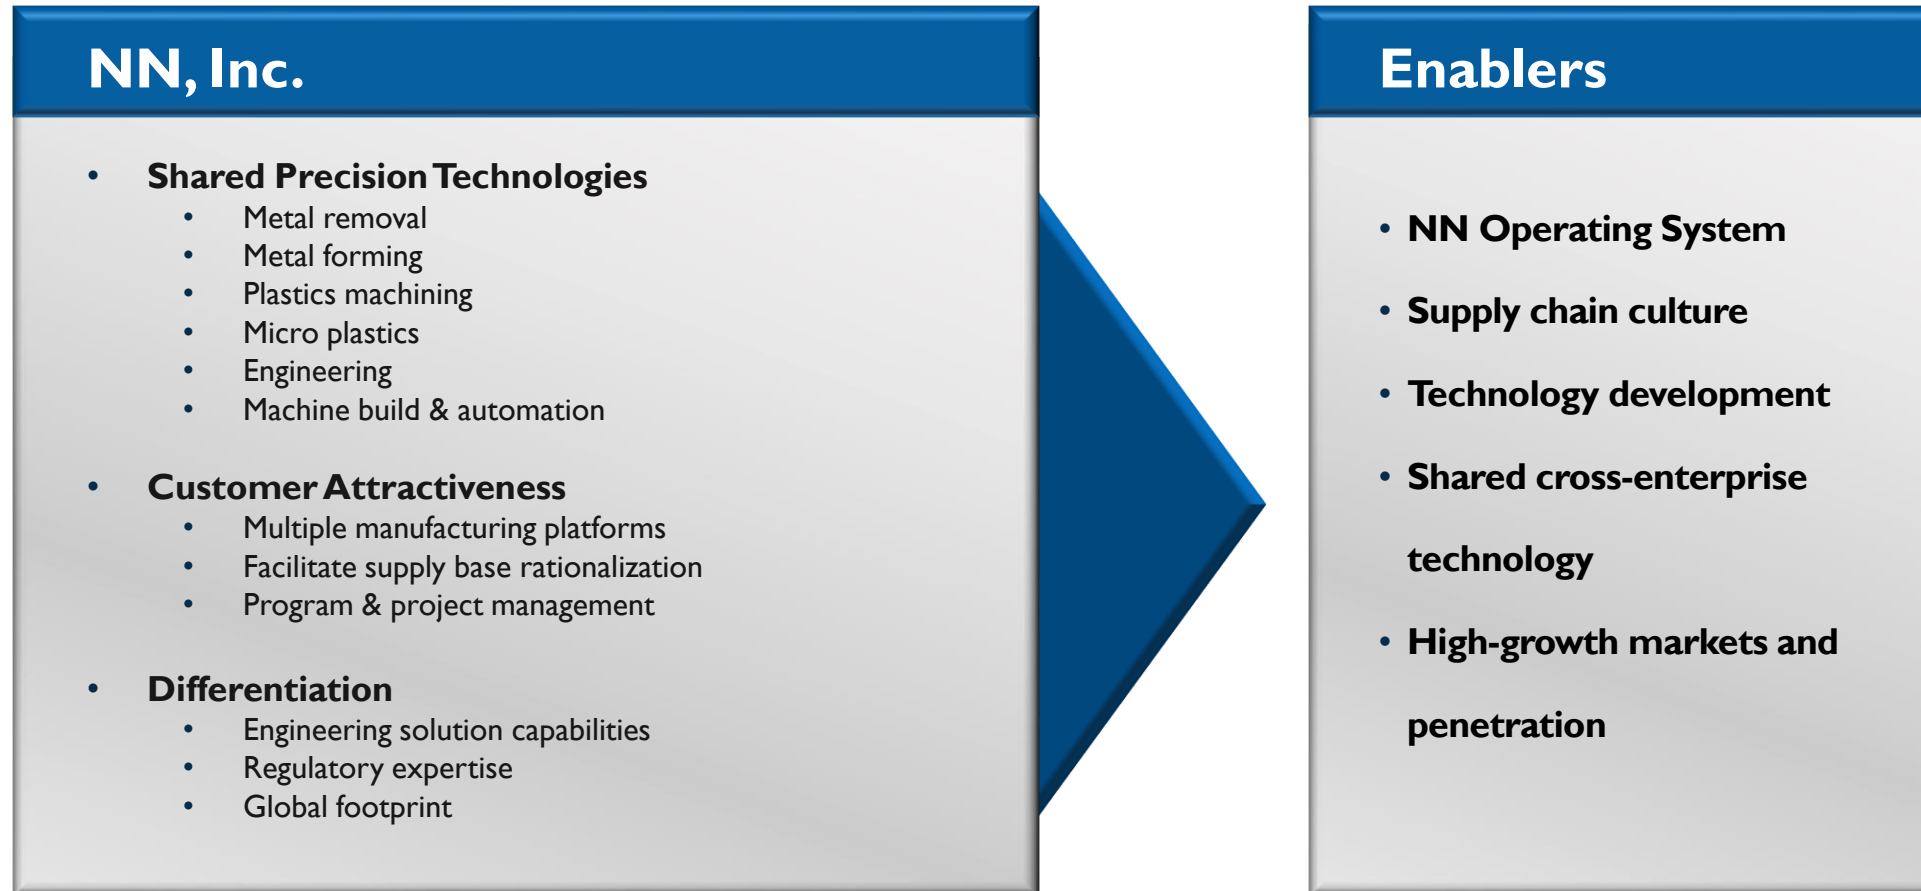 NN, Inc.
• Shared Precision Technologies
• Metal removal
• Metal forming
• Plastics machining
• Micro plastics
• Engineering
• Machine build & automation
• Customer Attractiveness
• Multiple manufacturing platforms
• Facilitate supply base rationalization
• Program & project management
• Differentiation
• Engineering solution capabilities
• Regulatory expertise
• Global footprint
Enablers
• NN Operating System
• Supply chain culture
• Technology development
• Shared cross-enterprise
technology
• High-growth markets and
penetration